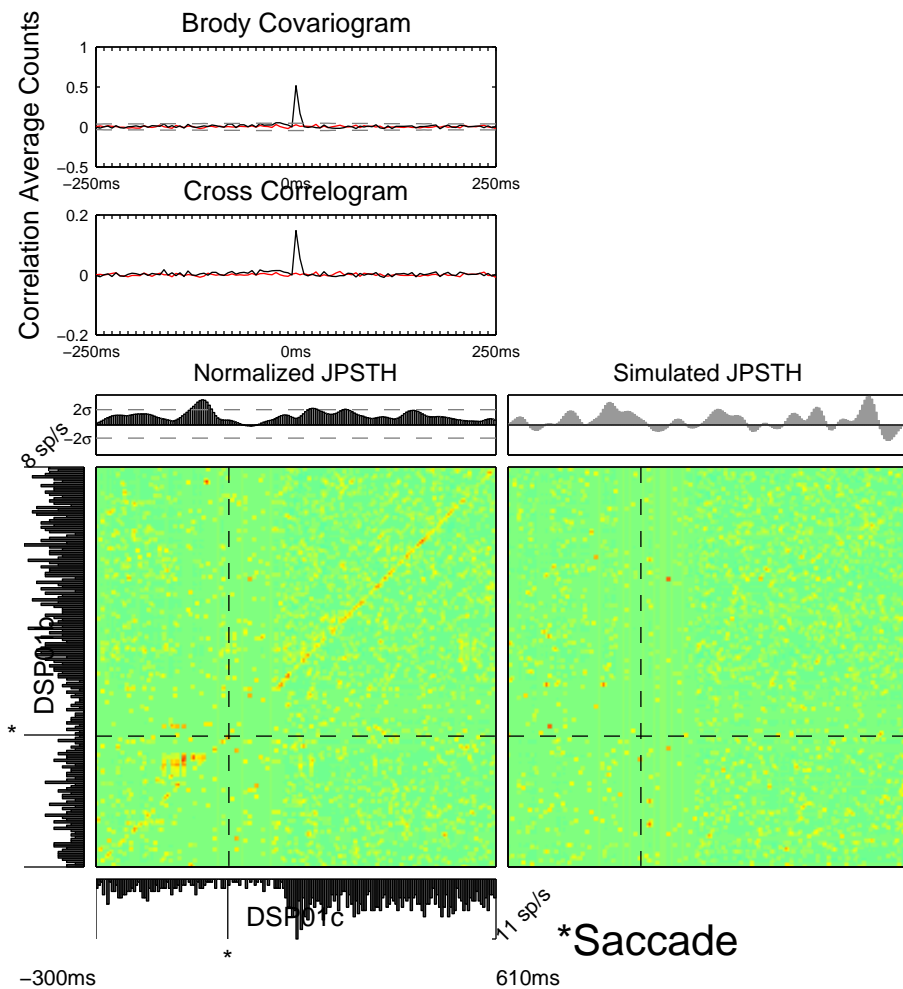 Brody Covariogram
Correlation Average Counts
1
0.5
0
−0.5
−250ms
0ms
250ms
Cross Correlogram
0.2
0
−0.2
−250ms
0ms
250ms
Normalized JPSTH
Simulated JPSTH
2σ
−2σ
8 sp/s
DSP01b
*
DSP01c
11 sp/s
*
*Saccade
−300ms
610ms